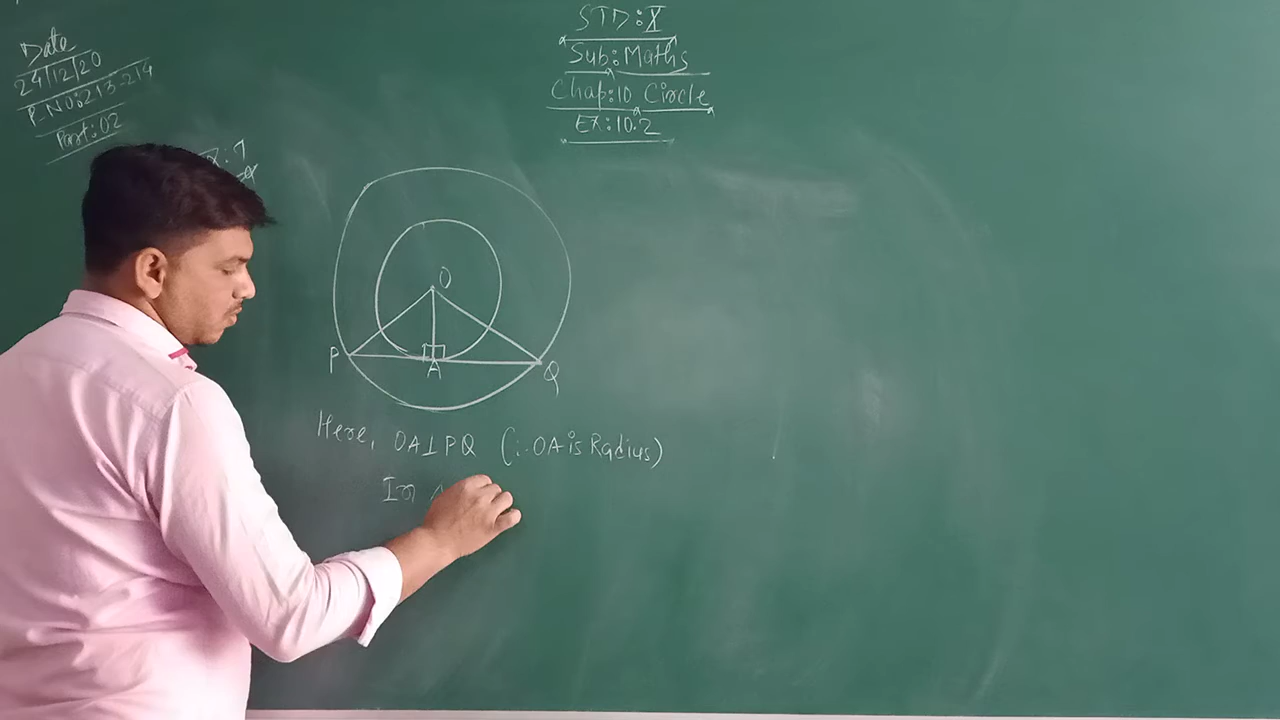 Date
24/12/20
P.NO:213-214
Part:02
STD:X
Sub:Maths
Chap:10 Circle
Ex:10.2
:7
O
P
A
Q
Here, OA⊥PQ (∵ OA is Radius)
In